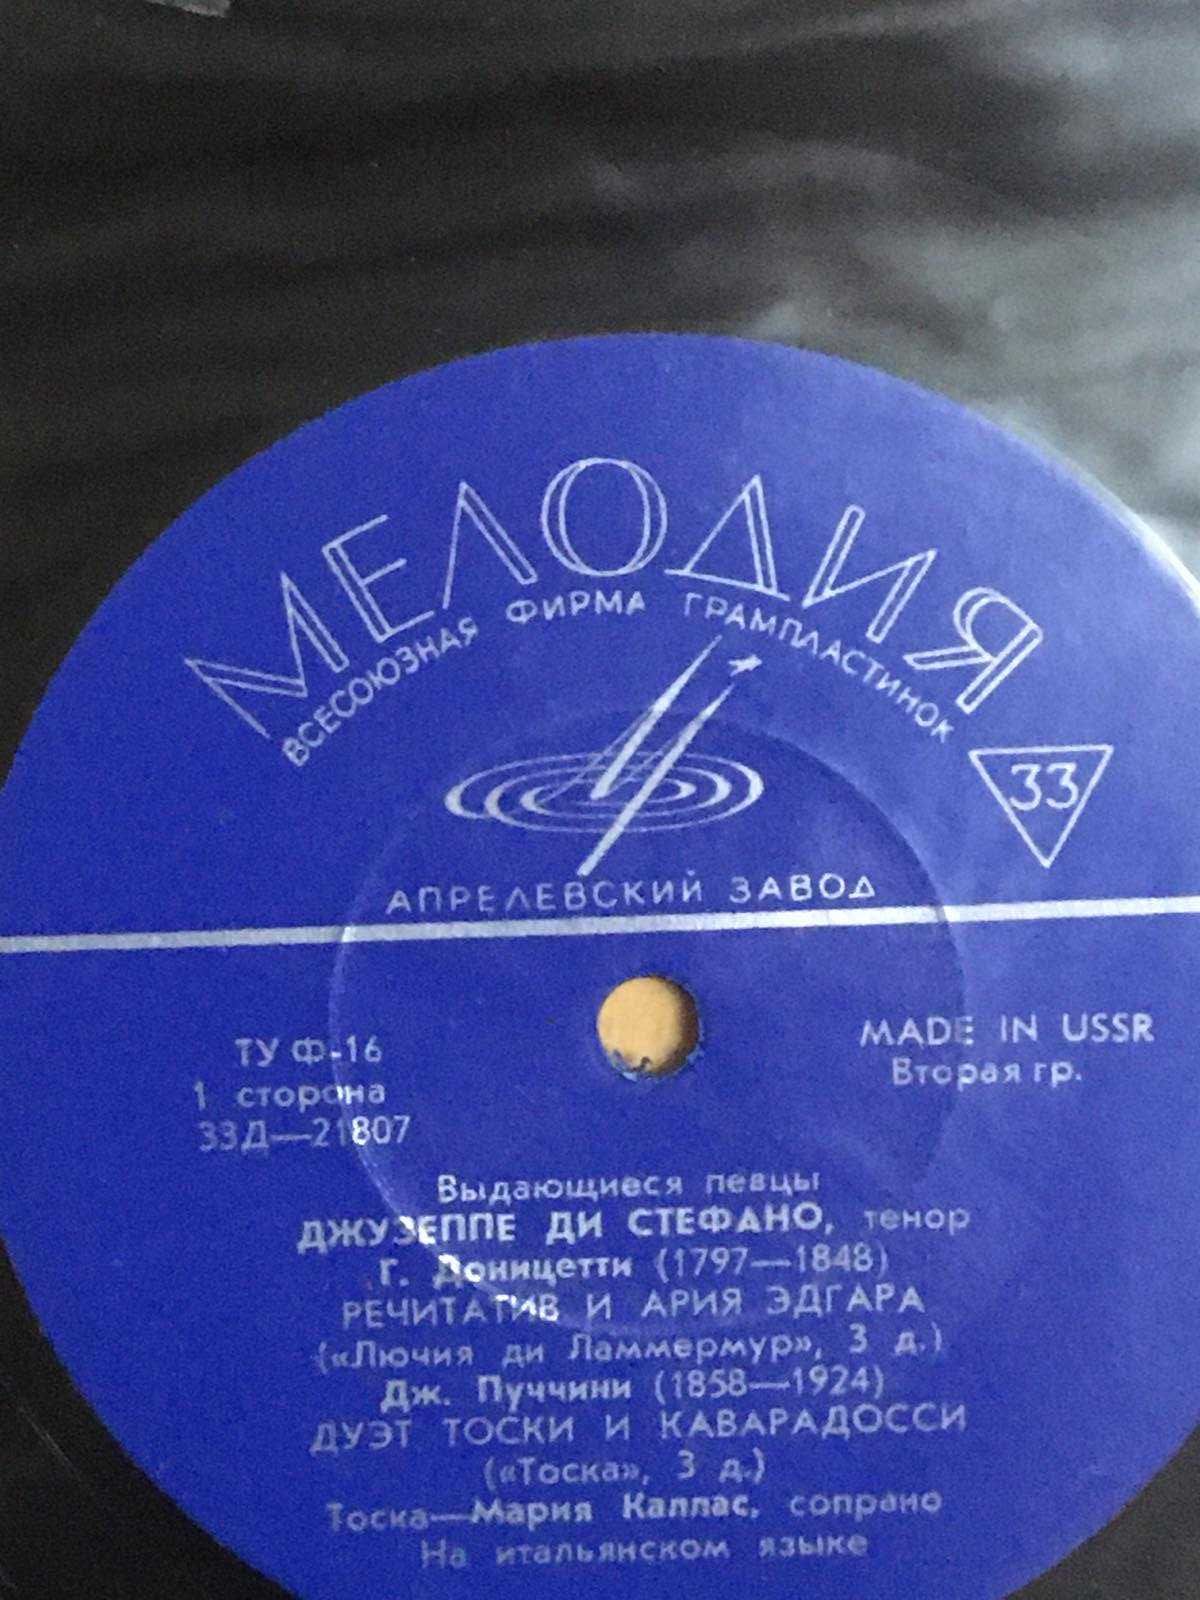 МЕЛОДИЯ
ВСЕСОЮЗНАЯ ФИРМА ГРАМПЛАСТИНОК
33
АПРЕЛЕВСКИЙ ЗАВОД
ТУ Ф-16
1 сторона
33Д—21807
MADE IN USSR
Вторая гр.
Выдающиеся певцы
ДЖУЗЕППЕ ДИ СТЕФАНО, тенор
Г. Доницетти (1797—1848)
РЕЧИТАТИВ И АРИЯ ЭДГАРА
(«Лючия ди Ламмермур», 3 д.)
Дж. Пуччини (1858—1924)
ДУЭТ ТОСКИ И КАВАРАДОССИ
(«Тоска», 3 д.)
Тоска—Мария Каллас, сопрано
На итальянском языке